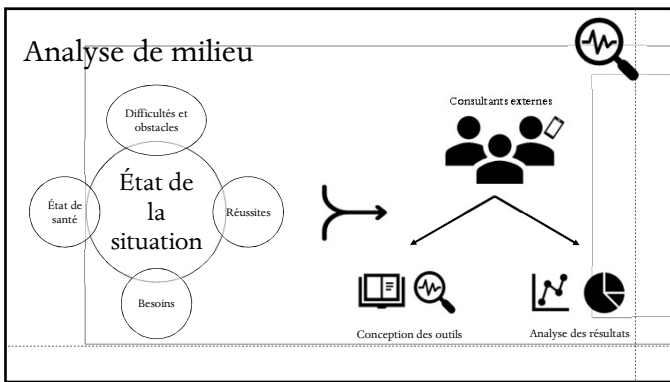 Analyse de milieu
Difficultés et
obstacles
État de
la
situation
État de
santé
Réussites
Besoins
Consultants externes
Conception des outils
Analyse des résultats